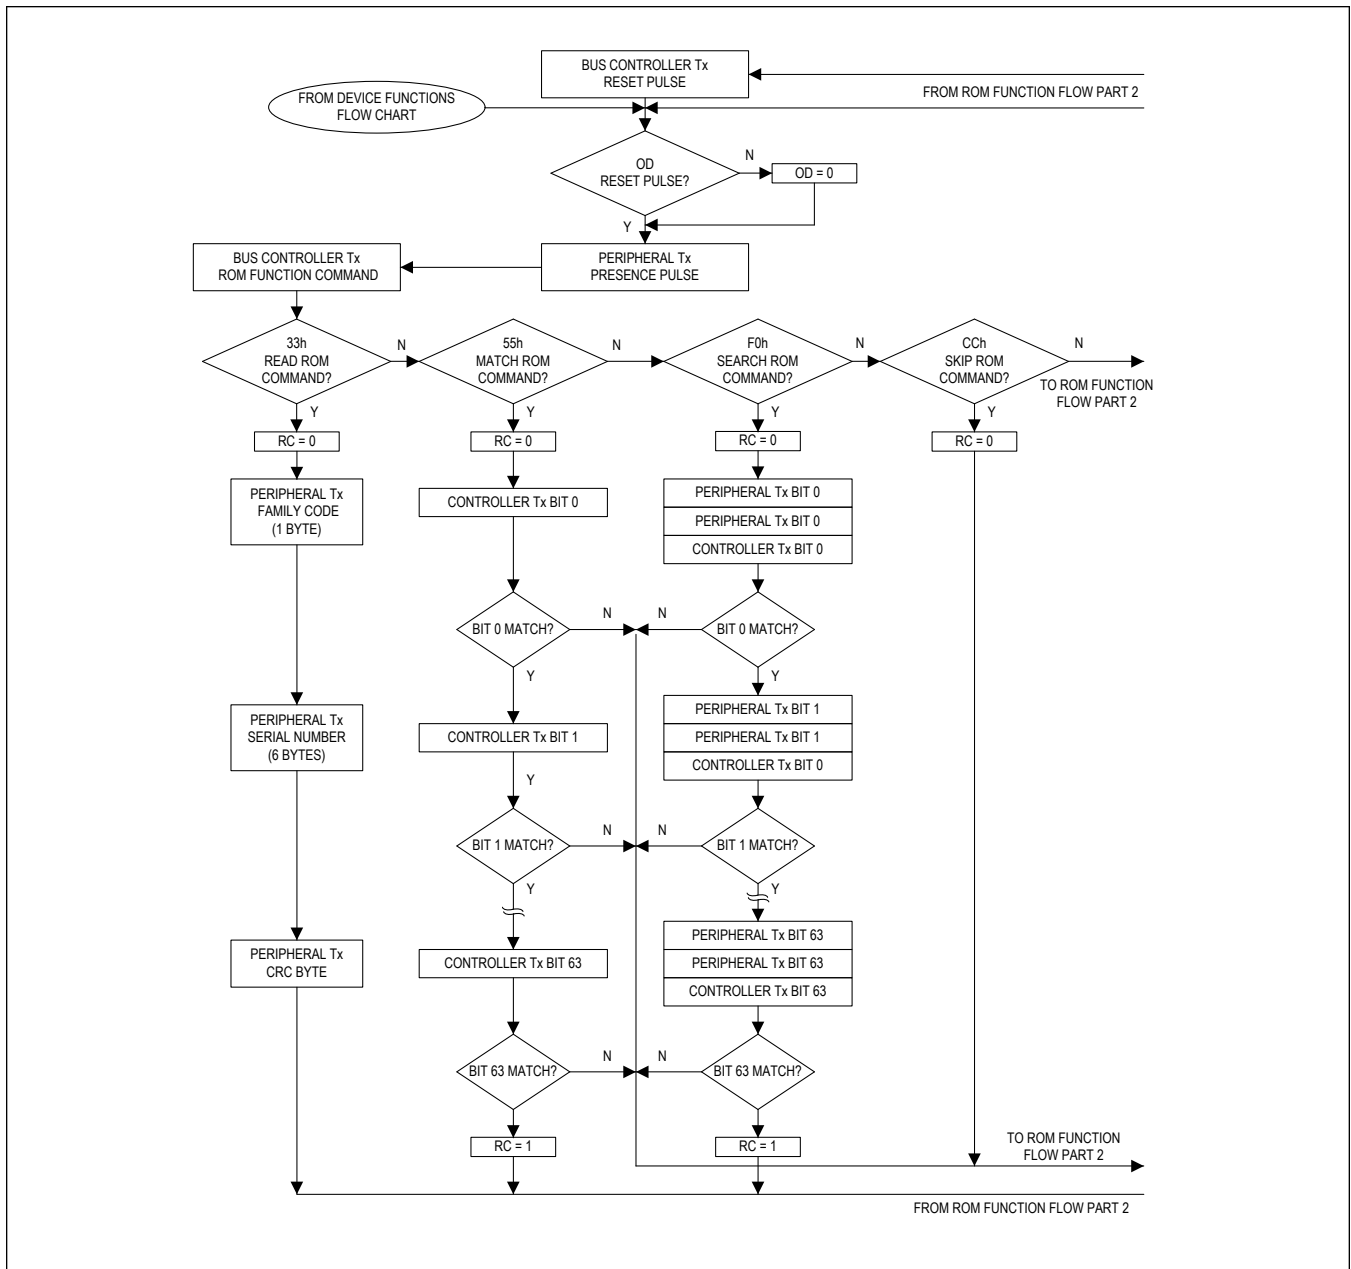 BUS CONTROLLER Tx
RESET PULSE
FROM ROM FUNCTION FLOW PART 2
FROM DEVICE FUNCTIONS
FLOW CHART
OD
RESET PULSE?
N
OD = 0
Y
BUS CONTROLLER Tx
ROM FUNCTION COMMAND
PERIPHERAL Tx
PRESENCE PULSE
33h
READ ROM
COMMAND?
N
55h
MATCH ROM
COMMAND?
N
F0h
SEARCH ROM
COMMAND?
N
CCh
SKIP ROM
COMMAND?
N
TO ROM FUNCTION
FLOW PART 2
Y
Y
Y
Y
RC = 0
RC = 0
RC = 0
RC = 0
PERIPHERAL Tx
FAMILY CODE
(1 BYTE)
CONTROLLER Tx BIT 0
PERIPHERAL Tx BIT 0
PERIPHERAL Tx BIT 0
CONTROLLER Tx BIT 0
BIT 0 MATCH?
N
N
BIT 0 MATCH?
Y
Y
PERIPHERAL Tx
SERIAL NUMBER
(6 BYTES)
CONTROLLER Tx BIT 1
PERIPHERAL Tx BIT 1
PERIPHERAL Tx BIT 1
CONTROLLER Tx BIT 0
Y
BIT 1 MATCH?
N
N
BIT 1 MATCH?
Y
Y
PERIPHERAL Tx
CRC BYTE
CONTROLLER Tx BIT 63
PERIPHERAL Tx BIT 63
PERIPHERAL Tx BIT 63
CONTROLLER Tx BIT 63
BIT 63 MATCH?
N
N
BIT 63 MATCH?
Y
Y
RC = 1
RC = 1
TO ROM FUNCTION
FLOW PART 2
FROM ROM FUNCTION FLOW PART 2